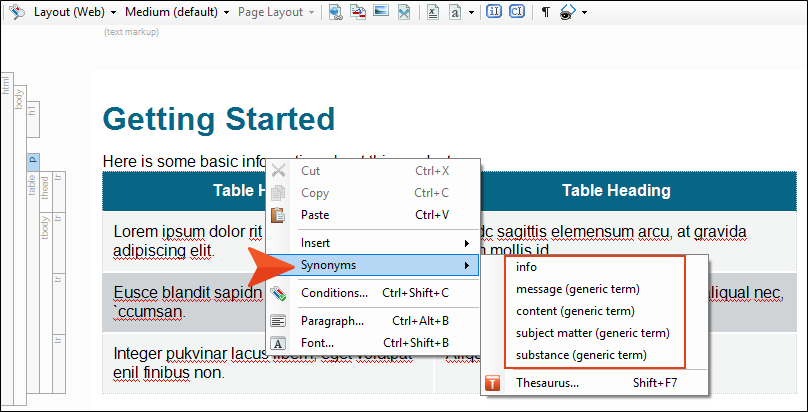 Layout (Web) Medium (default) Page Layout
(text markup)
html
body
h1
p
table
thead
tbody
tr
tr
tr
tr
Getting Started
Here is some basic
Table H
Table Heading
Lorem ipsum dolor rit
dc sagittis elemensum arcu, at gravida
adipiscing elit.
mollis id
Eusce blandit sapidn
aliqual nec,
`ccumsan.
Integer pukvinar lacus
enil finibus non.
Cut Ctrl+X
Copy Ctrl+C
Paste Ctrl+V
Insert
Synonyms
Conditions... Ctrl+Shift+C
Paragraph... Ctrl+Alt+B
Font... Ctrl+Shift+B
info
message (generic term)
content (generic term)
subject matter (generic term)
substance (generic term)
Thesaurus... Shift+F7